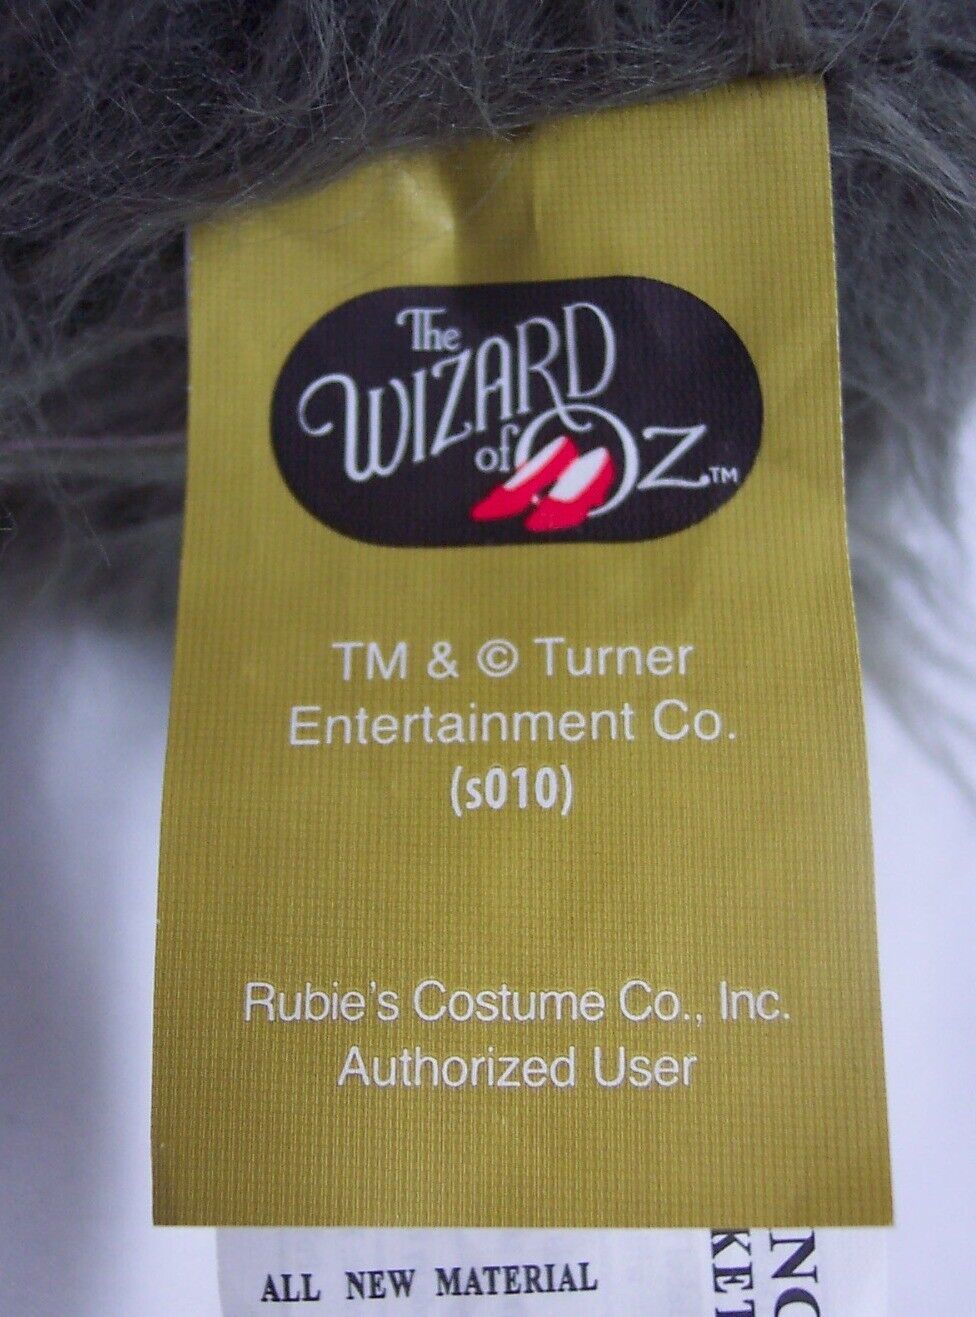 The
WIZARD
of OZ™
TM & © Turner
Entertainment Co.
(s010)
Rubie's Costume Co., Inc.
Authorized User
ALL NEW MATERIAL